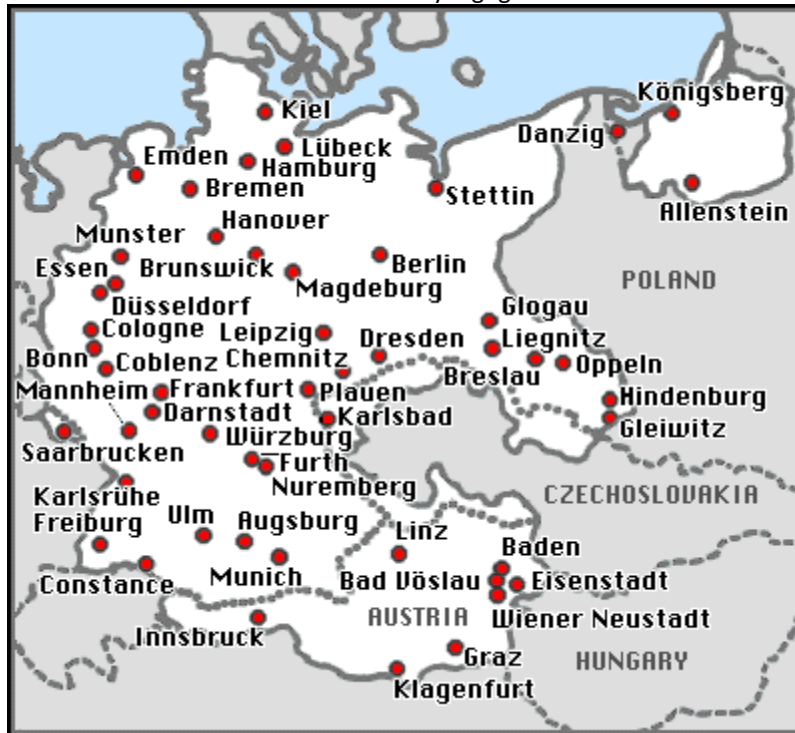 Kiel
Königsberg
Danzig
Lübeck
Hamburg
Emden
Bremen
Stettin
Allenstein
Hanover
Munster
Essen
Brunswick
Berlin
Magdeburg
POLAND
Düsseldorf
Glogau
Cologne
Leipzig
Liegnitz
Dresden
Bonn
Coblenz
Chemnitz
Breslau
Oppeln
Mannheim
Frankfurt
Plauen
Hindenburg
Darnstadt
Karlsbad
Gleiwitz
Saarbrucken
Würzburg
Furth
Nuremberg
Karlsrühe
CZECHOSLOVAKIA
Freiburg
Ulm
Augsburg
Linz
Baden
Constance
Munich
Bad Vöslau
Eisenstadt
AUSTRIA
Wiener Neustadt
Innsbruck
Graz
HUNGARY
Klagenfurt